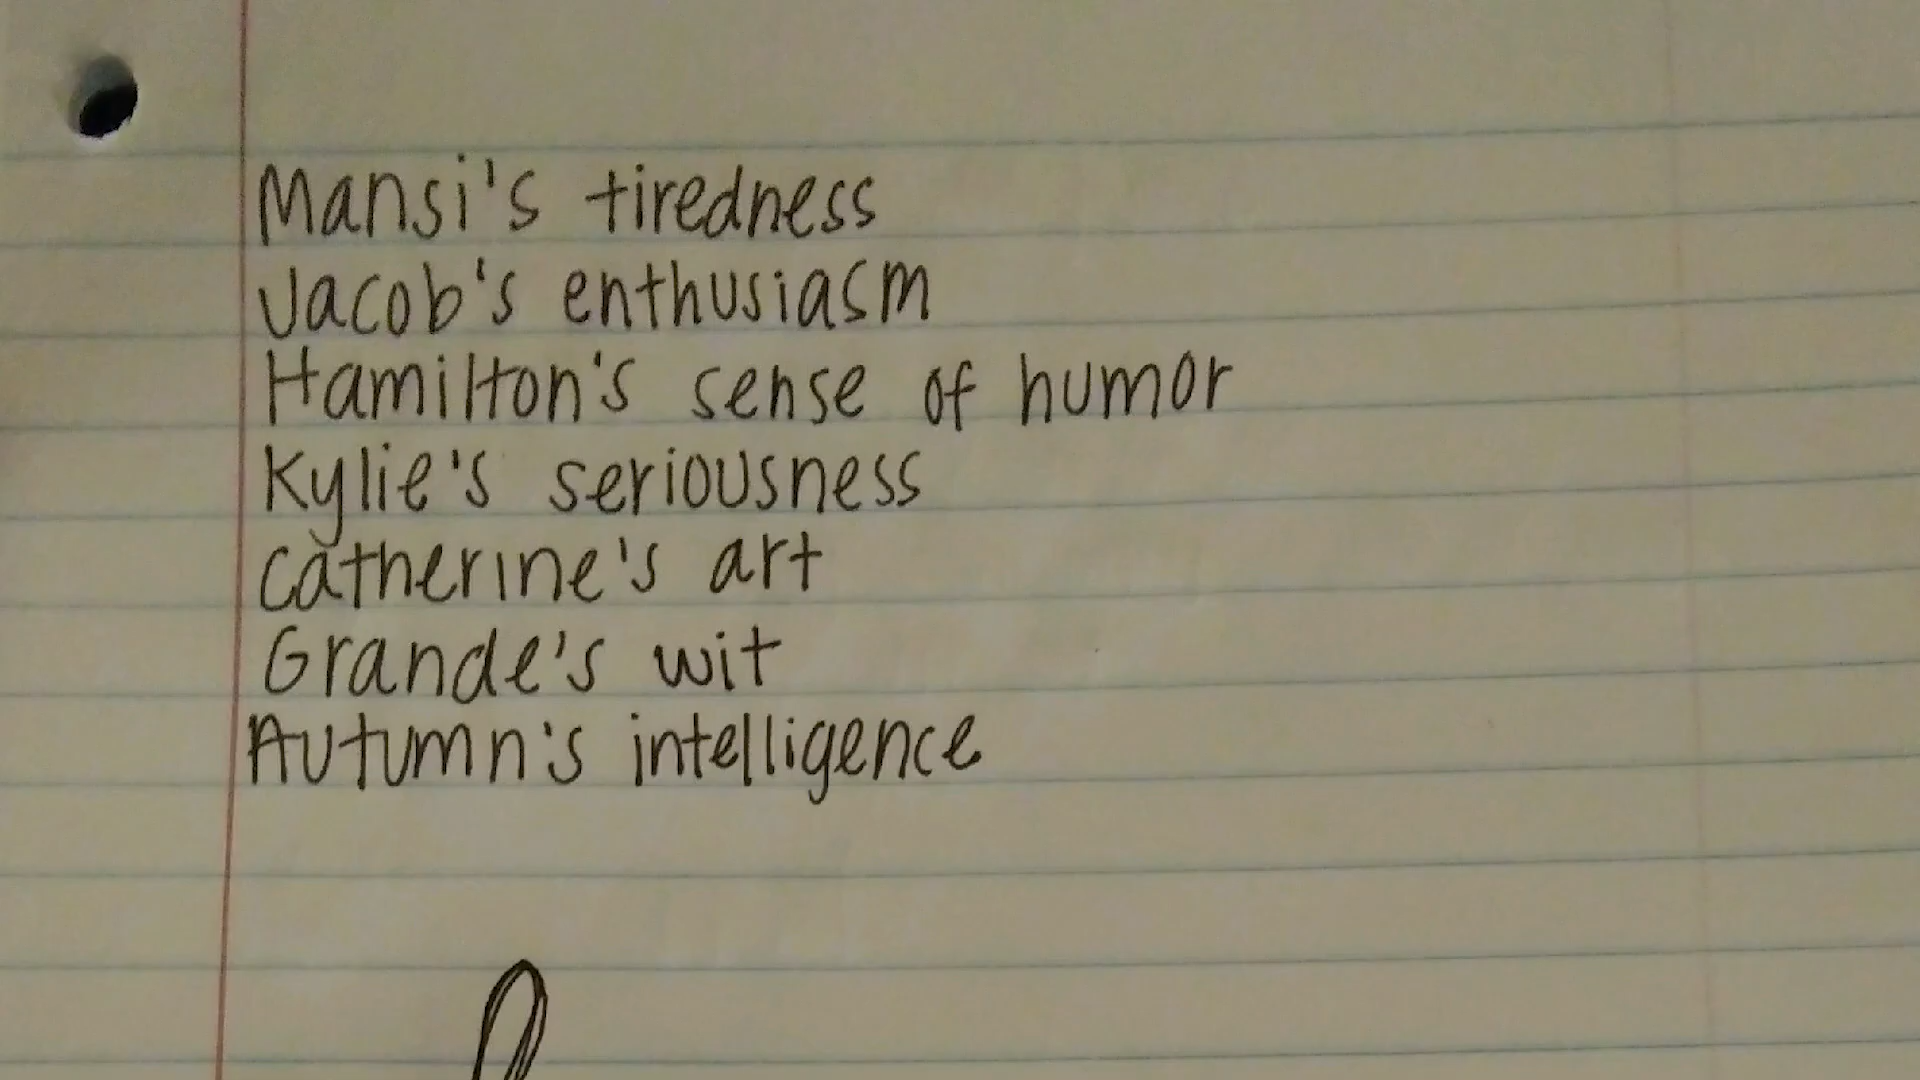 Mansi's tiredness
Jacob's enthusiasm
Hamilton's sense of humor
Kylie's seriousness
Catherine's art
Grande's wit
Autumn's intelligence